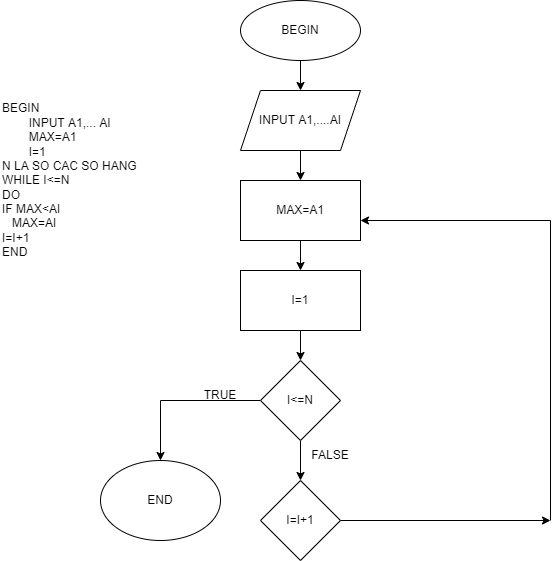 BEGIN
INPUT A1,... AI
MAX=A1
I=1
N LA SO CAC SO HANG
WHILE I<=N
DO
IF MAX<AI
MAX=AI
I=I+1
END
BEGIN
INPUT A1,....AI
MAX=A1
I=1
I<=N
TRUE
FALSE
END
I=I+1